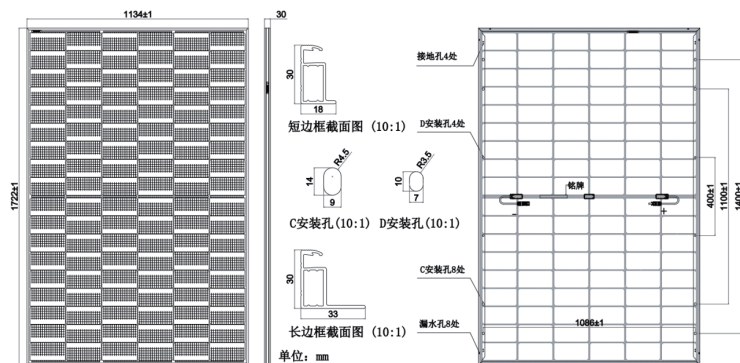 1134±1
30
1722±1
30
18
短边框截面图 (10:1)
R4.5
14
9
R3.5
10
7
C安装孔(10:1) D安装孔(10:1)
30
33
长边框截面图 (10:1)
单位: mm
接地孔4处
D安装孔4处
铭牌
-
+
C安装孔8处
漏水孔8处
1086±1
400±1
1100±1
1400±1